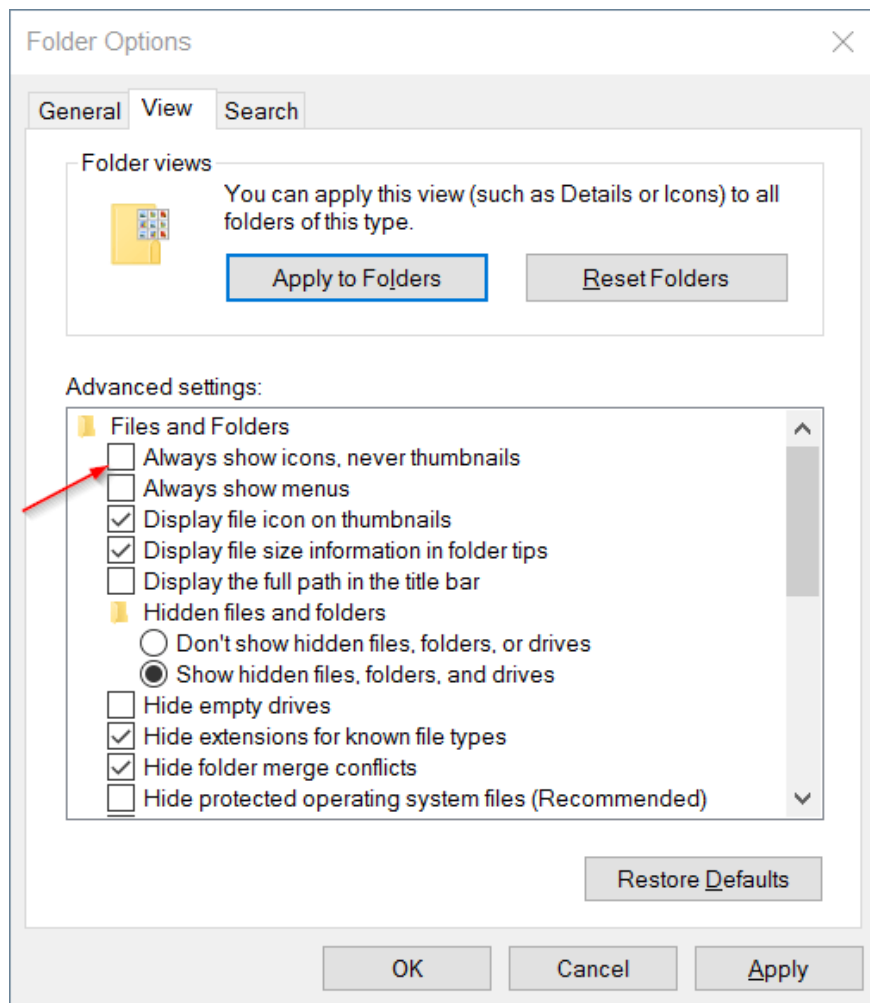 Folder Options
General
View
Search
Folder views
You can apply this view (such as Details or Icons) to all
folders of this type.
Apply to Folders
Reset Folders
Advanced settings:
Files and Folders
Always show icons, never thumbnails
Always show menus
Display file icon on thumbnails
Display file size information in folder tips
Display the full path in the title bar
Hidden files and folders
Don't show hidden files, folders, or drives
Show hidden files, folders, and drives
Hide empty drives
Hide extensions for known file types
Hide folder merge conflicts
Hide protected operating system files (Recommended)
Restore Defaults
OK
Cancel
Apply